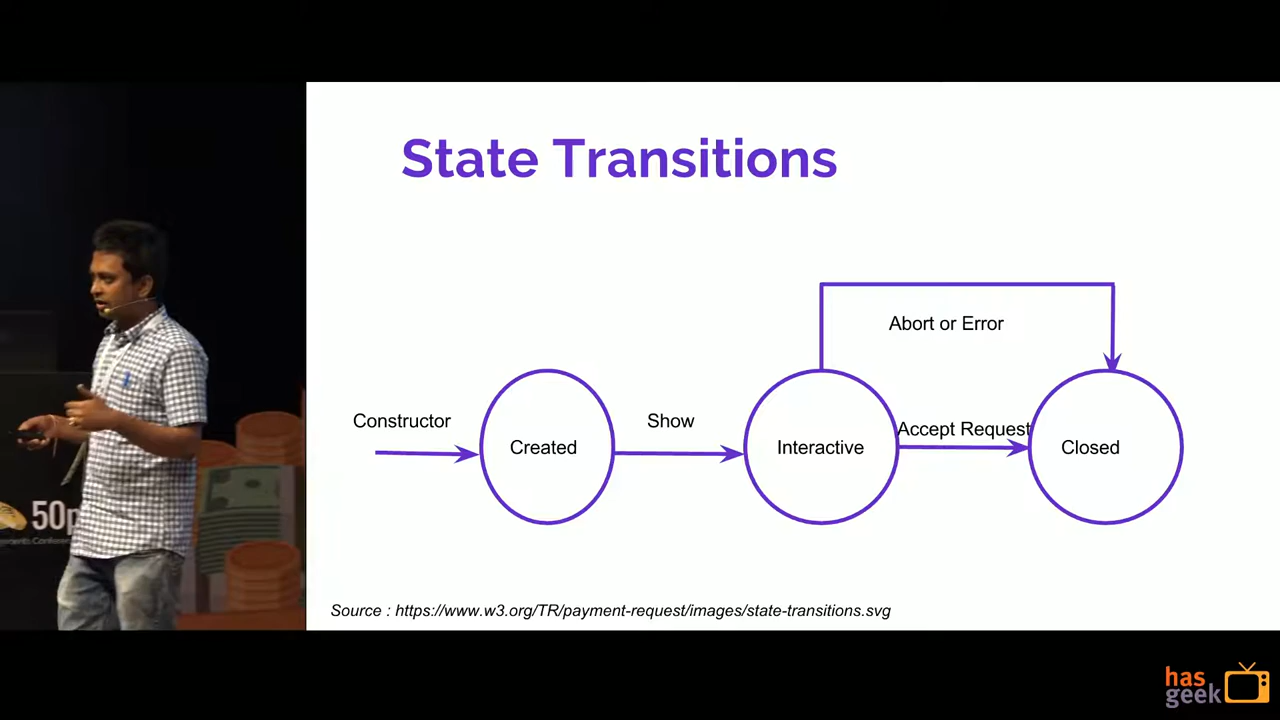 State Transitions
Abort or Error
Constructor
Show
Accept Request
Created
Interactive
Closed
50p
Source : https://www.w3.org/TR/payment-request/images/state-transitions.svg
has
geek